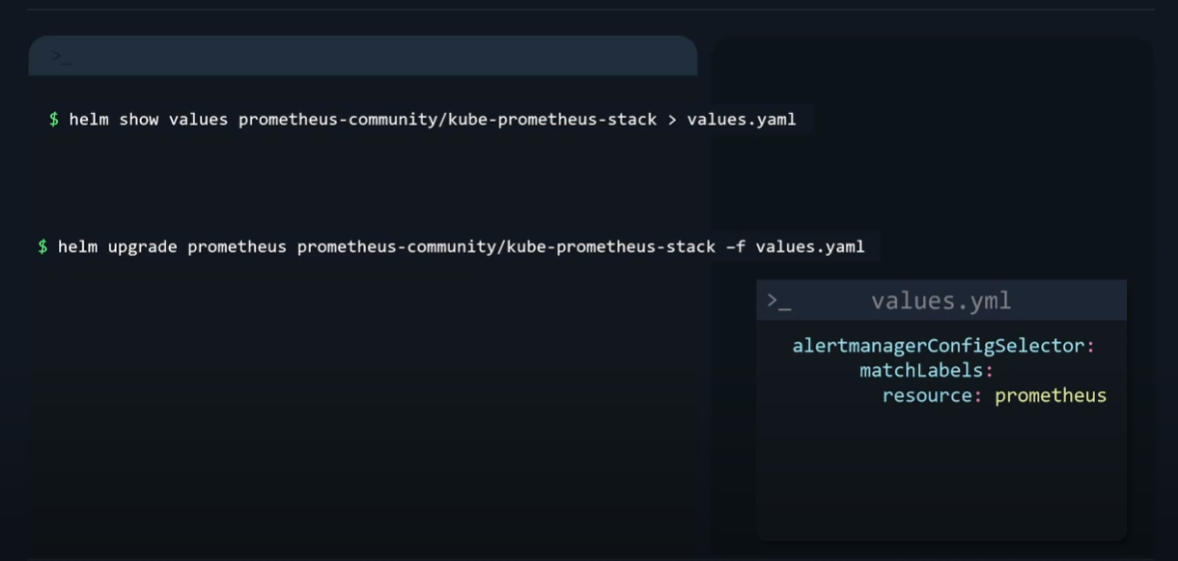 >_
$ helm show values prometheus-community/kube-prometheus-stack > values.yaml
$ helm upgrade prometheus prometheus-community/kube-prometheus-stack –f values.yaml
>_ values.yml
alertmanagerConfigSelector:
matchLabels:
resource: prometheus